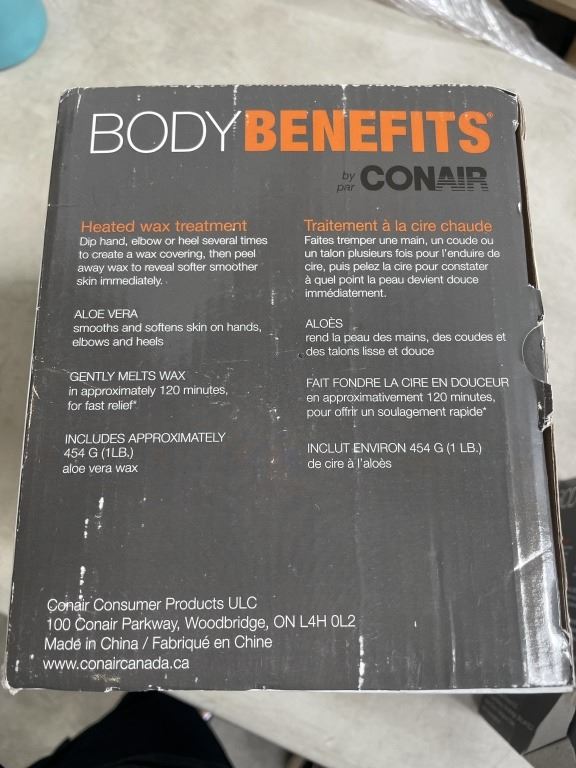 BODYBENEFITS®
by
par CONAIR
Heated wax treatment
Dip hand, elbow or heel several times
to create a wax covering, then peel
away wax to reveal softer smoother
skin immediately.
ALOE VERA
smooths and softens skin on hands,
elbows and heels
GENTLY MELTS WAX
in approximately 120 minutes,
for fast relief*
INCLUDES APPROXIMATELY
454 G (1LB.)
aloe vera wax
Traitement à la cire chaude
Faites tremper une main, un coude ou
un talon plusieurs fois pour l'enduire de
cire, puis pelez la cire pour constater
à quel point la peau devient douce
immédiatement.
ALOÈS
rend la peau des mains, des coudes et
des talons lisse et douce
FAIT FONDRE LA CIRE EN DOUCEUR
en approximativement 120 minutes,
pour offrir un soulagement rapide*
INCLUT ENVIRON 454 G (1 LB.)
de cire à l'aloès
Conair Consumer Products ULC
100 Conair Parkway, Woodbridge, ON L4H 0L2
Made in China / Fabriqué en Chine
www.conaircanada.ca